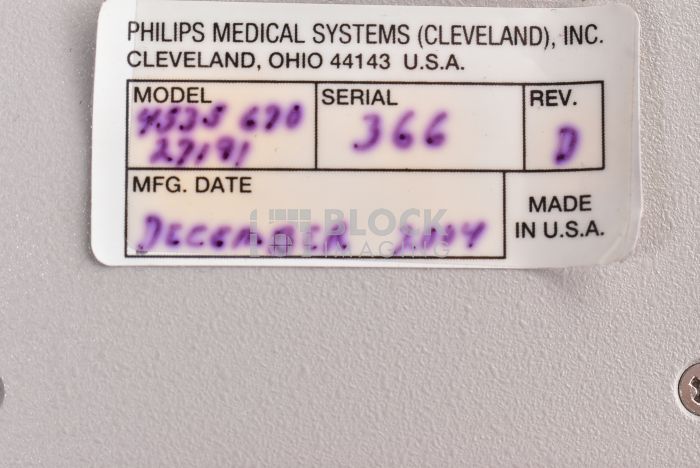 PHILIPS MEDICAL SYSTEMS (CLEVELAND), INC.
CLEVELAND, OHIO 44143 U.S.A.
MODEL
4535 670
27191
SERIAL
366
REV.
D
MFG. DATE
DECEMBER 2004
MADE
IN U.S.A.
BLOCK
IMAGING